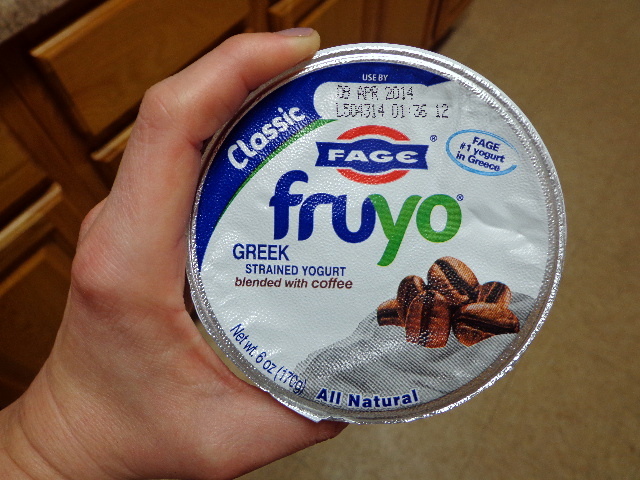 USE BY
08 APR 2014
L504314 01:36 12
Classic
FAGE®
FAGE
#1 yogurt
in Greece
fruyo®
GREEK
STRAINED YOGURT
blended with coffee
Net wt. 6 oz (170g)
All Natural